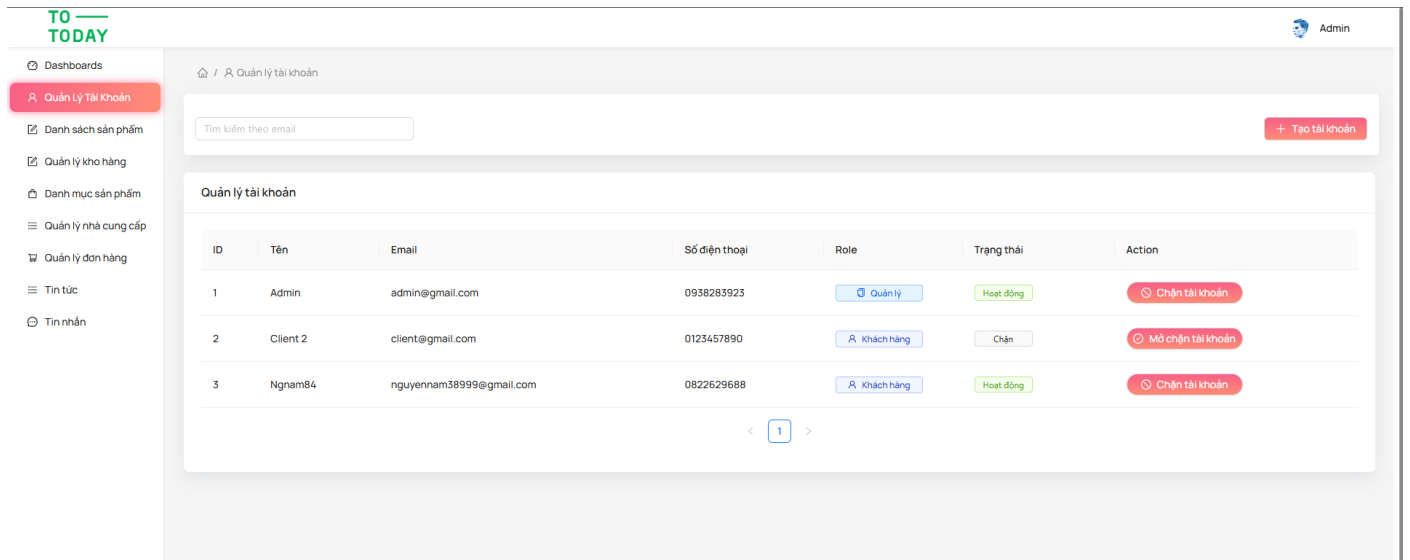 TO
TODAY
Admin
Dashboards
Quản Lý Tài Khoản
Danh sách sản phẩm
Quản lý kho hàng
Danh mục sản phẩm
Quản lý nhà cung cấp
Quản lý đơn hàng
Tin tức
Tin nhắn
/ Quản lý tài khoản
Tìm kiếm theo email
+ Tạo tài khoản
Quản lý tài khoản
ID Tên Email Số điện thoại Role Trạng thái Action
1 Admin admin@gmail.com 0938283923 Quản lý Hoạt động Chặn tài khoản
2 Client 2 client@gmail.com 0123457890 Khách hàng Chặn Mở chặn tài khoản
3 Ngnam84 nguyennam38999@gmail.com 0822629688 Khách hàng Hoạt động Chặn tài khoản
< 1 >